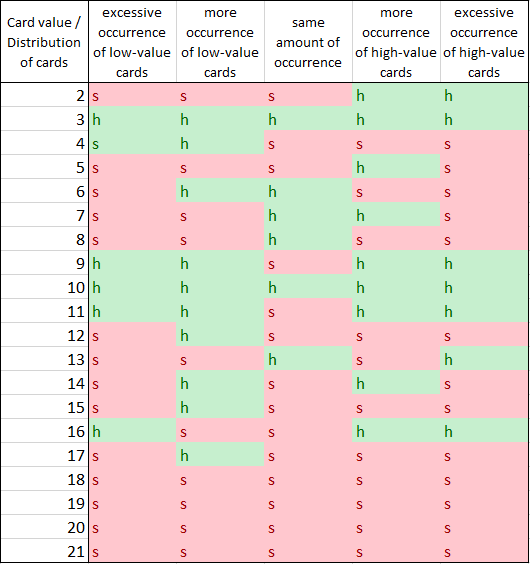 Card value / excessive more same more excessive
Distribution occurrence occurrence amount of occurrence occurrence
of cards of low-value of low-value occurrence of high-value of high-value
cards cards cards cards
2 s s s h h
3 h h h h h
4 s h s s s
5 s s s h s
6 s h h s s
7 s s h h s
8 s s h s s
9 h h s h h
10 h h h h h
11 h h s h h
12 s h s s s
13 s s h s h
14 s h s h s
15 s h s s s
16 h s s h h
17 s h s s s
18 s s s s s
19 s s s s s
20 s s s s s
21 s s s s s